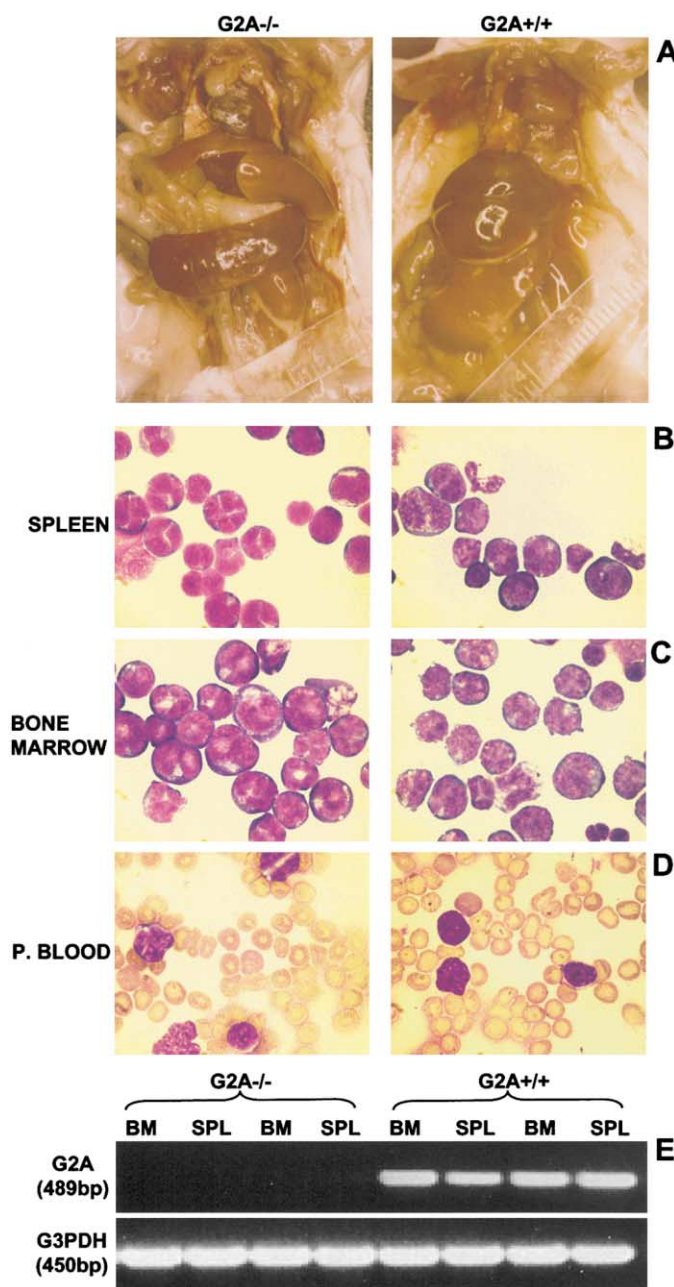 G2A-/- G2A+/+
A
B
SPLEEN
C
BONE
MARROW
D
P. BLOOD
G2A-/- G2A+/+
BM SPL BM SPL BM SPL BM SPL
E
G2A
(489bp)
G3PDH
(450bp)